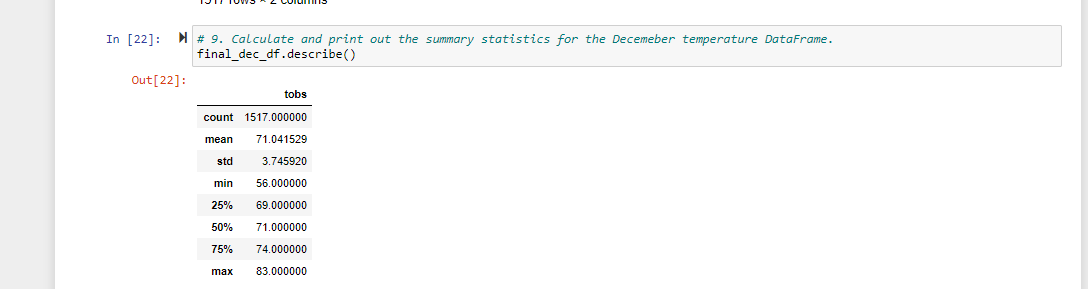 1517 rows × 2 columns
In [22]:
# 9. Calculate and print out the summary statistics for the Decemeber temperature DataFrame.
final_dec_df.describe()
Out[22]:
tobs
count 1517.000000
mean 71.041529
std 3.745920
min 56.000000
25% 69.000000
50% 71.000000
75% 74.000000
max 83.000000